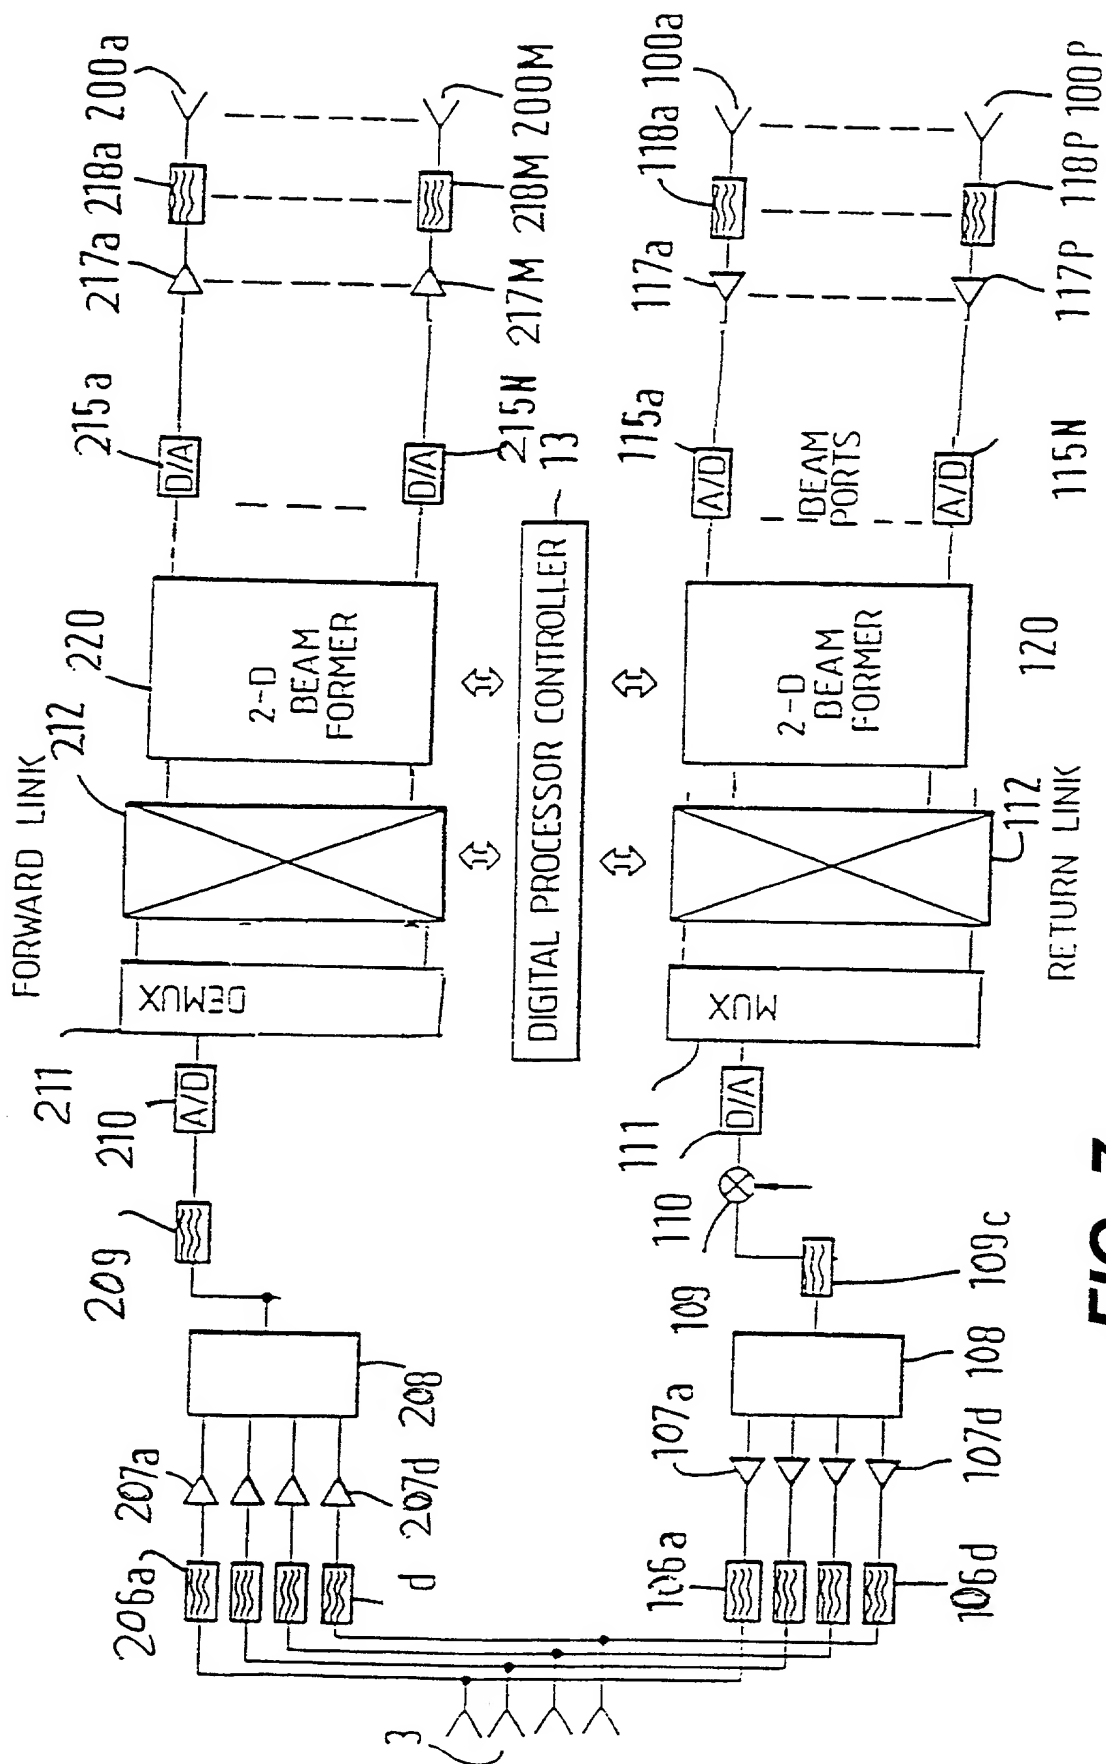 FORWARD LINK
3
206a
d
207a
207d
208
209
210
A/D
211
DEMUX
212
220
2-D
BEAM
FORMER
215a
D/A
D/A
215N
217a
217M
218a
218M
200a
200M
13
DIGITAL PROCESSOR CONTROLLER
106a
106d
107a
107d
108
109
109c
110
111
D/A
MUX
112
RETURN LINK
2-D
BEAM
FORMER
120
115a
A/D
BEAM
PORTS
A/D
115N
117a
117P
118a
118P
100a
100P